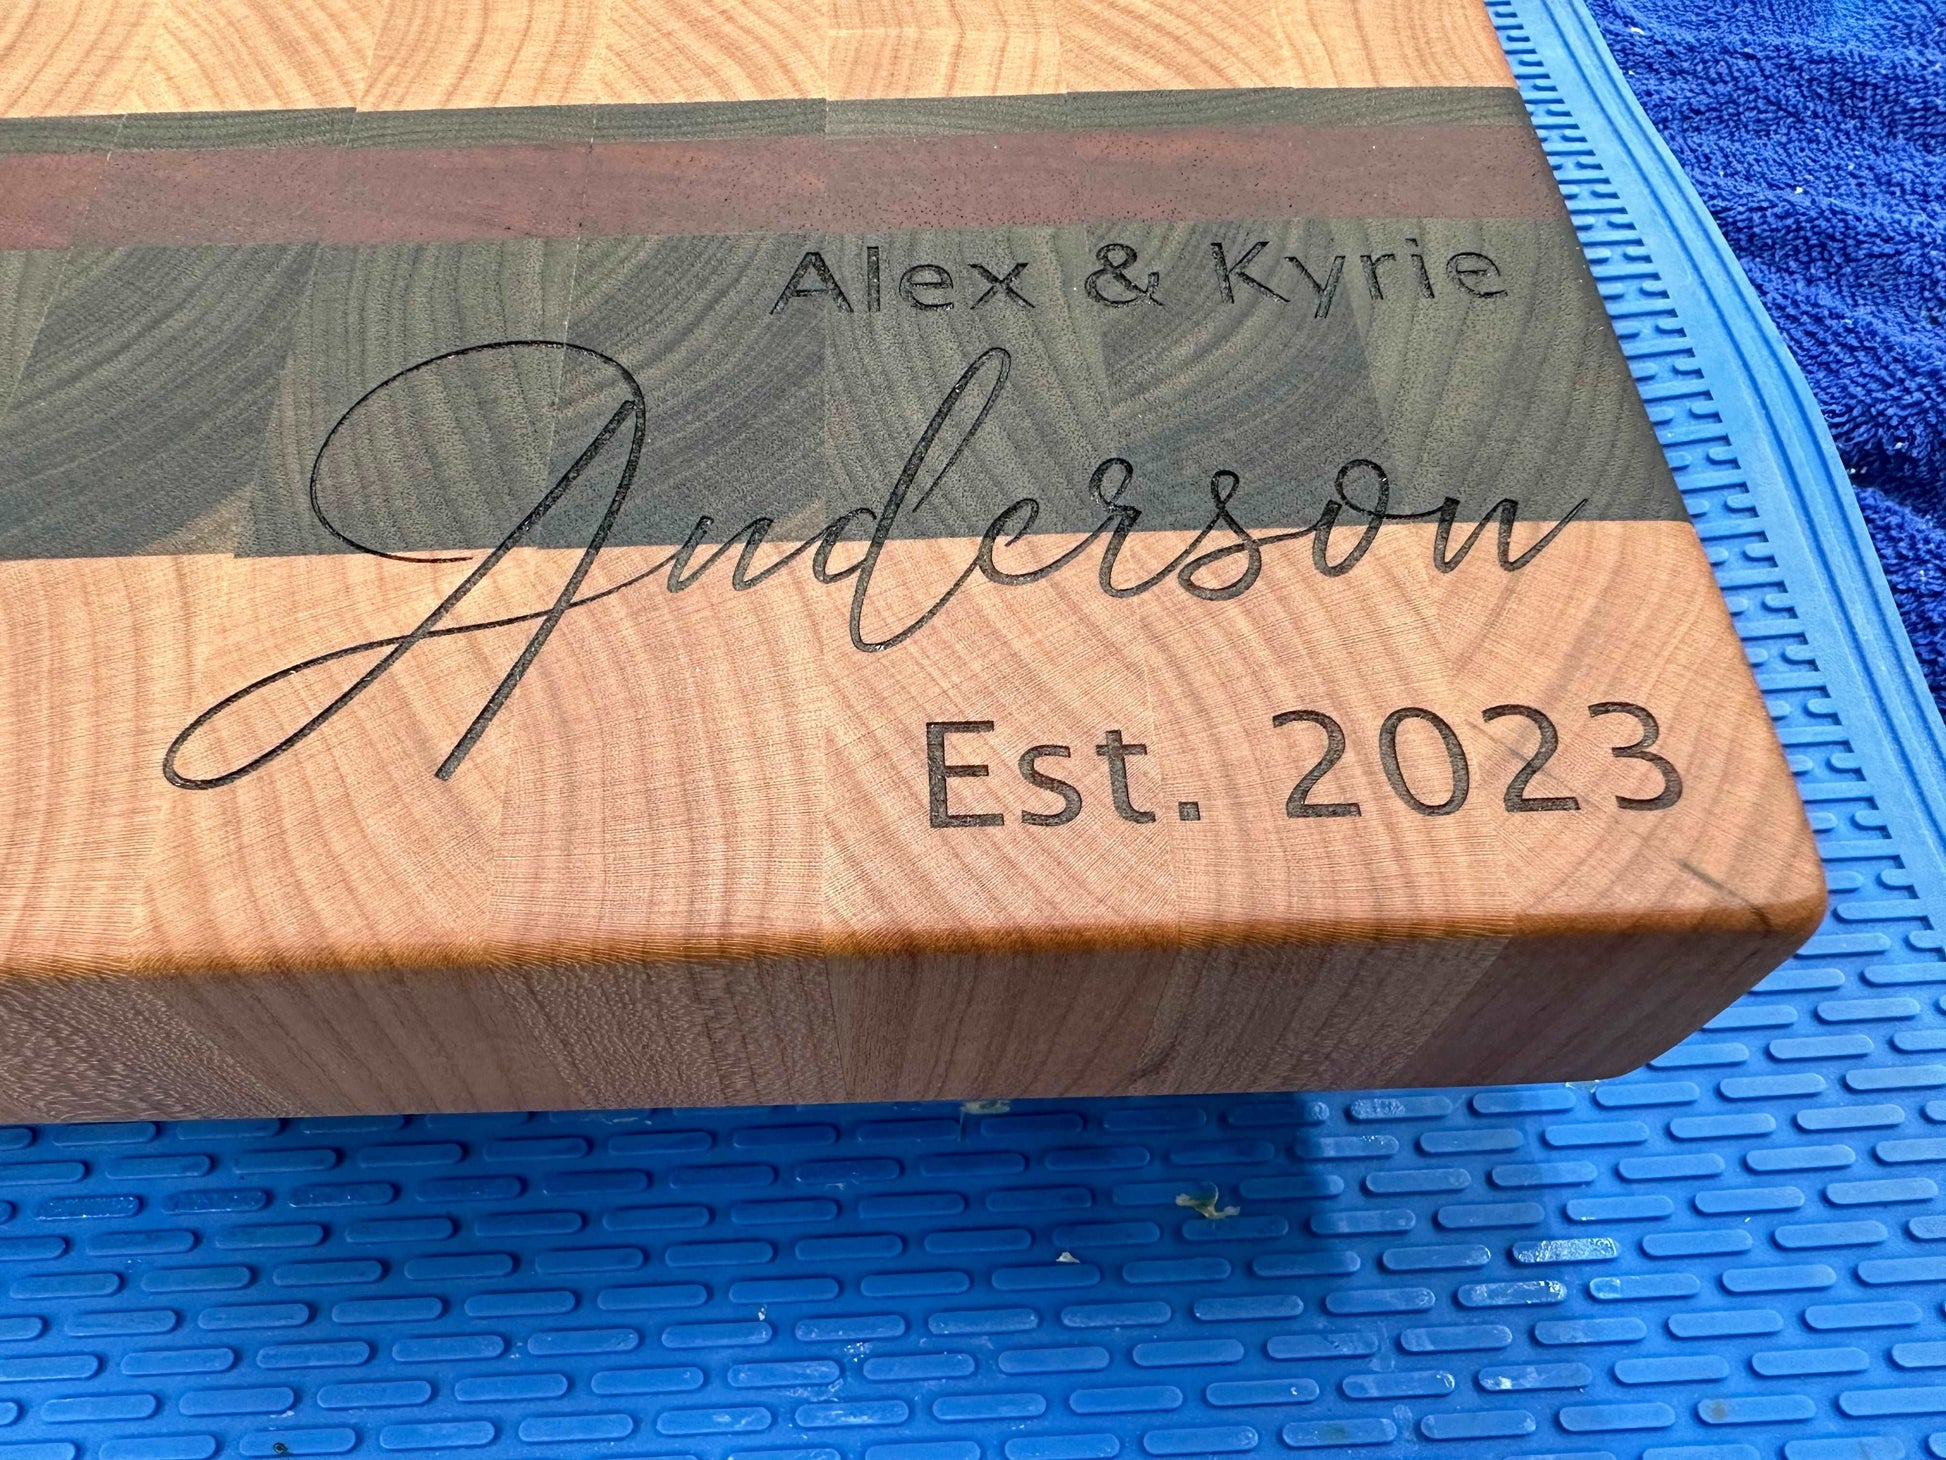 Alex & Kyrie
Anderson
Est. 2023